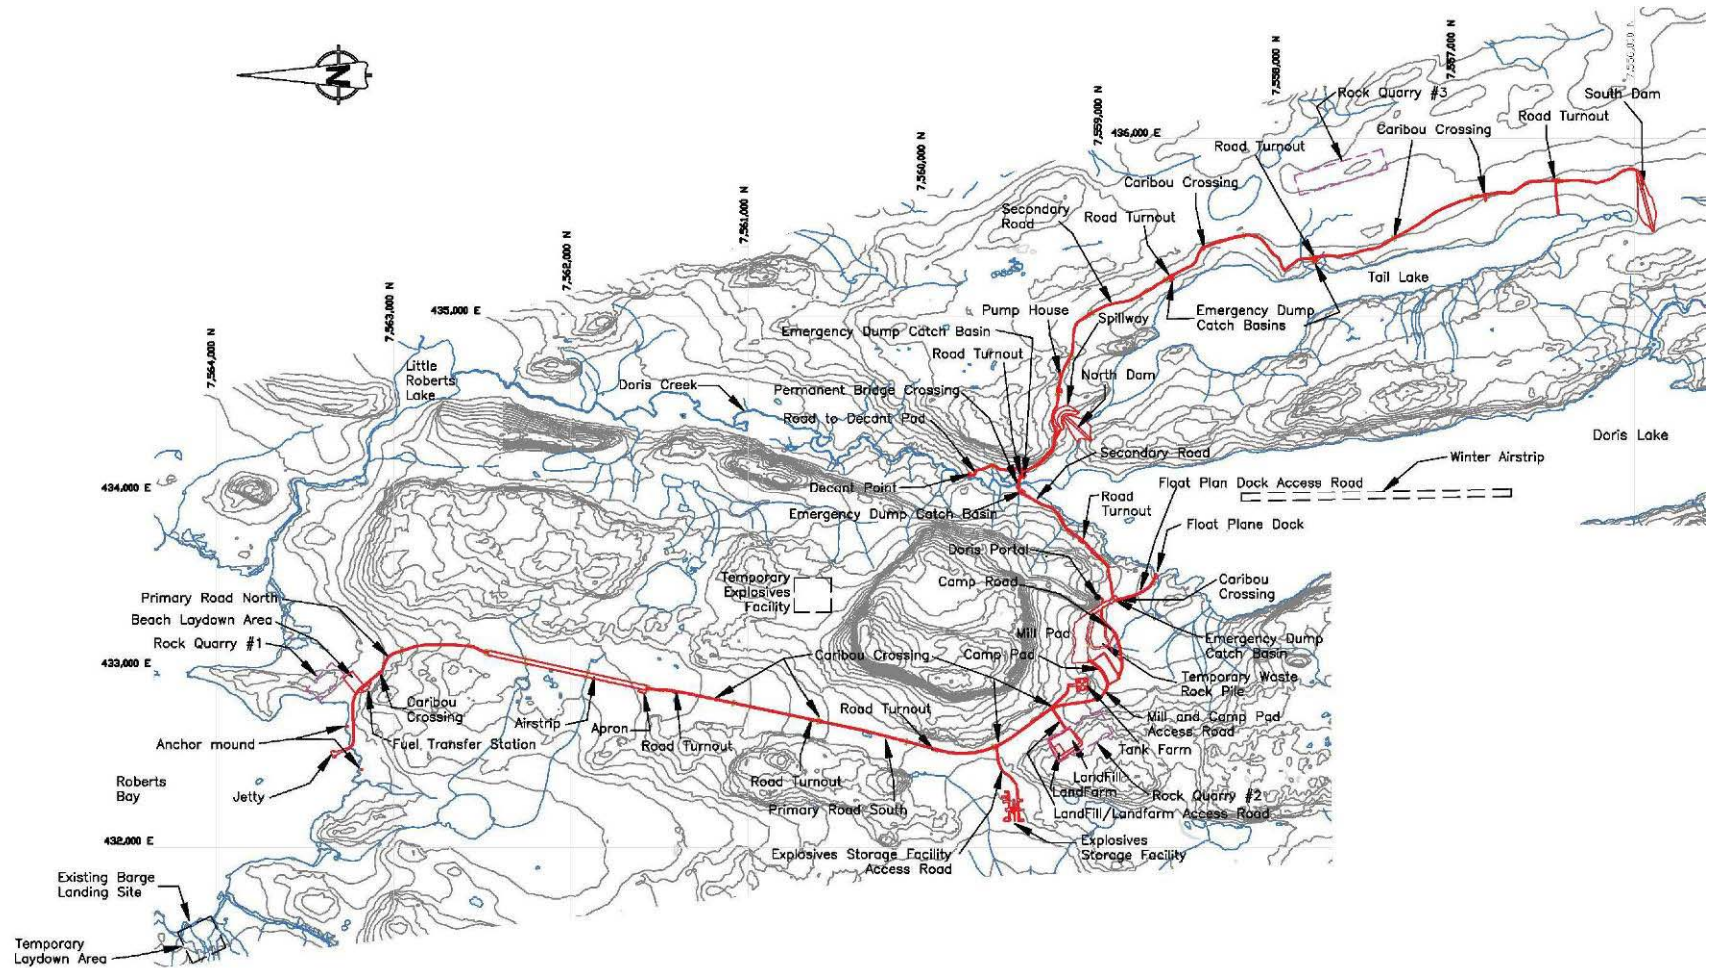 N
7,558,000 N
7,557,000 N
7,556,000 N
Rock Quarry #3
South Dam
Road Turnout
436,000 E
7,559,000 N
Caribou Crossing
Road Turnout
7,560,000 N
Caribou Crossing
7,561,000 N
Secondary
Road
Road Turnout
7,562,000 N
Tail Lake
7,563,000 N
435,000 E
Pump House
Spillway
Emergency Dump
Catch Basins
7,564,000 N
Emergency Dump Catch Basin
Road Turnout
Little
Roberts
Lake
North Dam
Doris Creek
Permanent Bridge Crossing
Road to Decant Pad
Doris Lake
Secondary Road
Winter Airstrip
434,000 E
Decant Point
Float Plan Dock Access Road
Road
Turnout
Emergency Dump Catch Basin
Float Plane Dock
Doris Portal
Temporary
Explosives
Facility
Camp Road
Caribou
Crossing
Primary Road North
Beach Laydown Area
Rock Quarry #1
Mill Pad
Emergency Dump
Catch Basin
433,000 E
Caribou Crossing
Camp Pad
Temporary Waste
Rock Pile
Caribou
Crossing
Airstrip
Apron
Road Turnout
Mill and Camp Pad
Access Road
Anchor mound
Fuel Transfer Station
Road Turnout
Tank Farm
Roberts
Bay
Jetty
Road Turnout
LandFill
LandFarm
Rock Quarry #2
Primary Road South
LandFill/Landfarm Access Road
432,000 E
Explosives Storage Facility
Access Road
Explosives
Storage Facility
Existing Barge
Landing Site
Temporary
Laydown Area